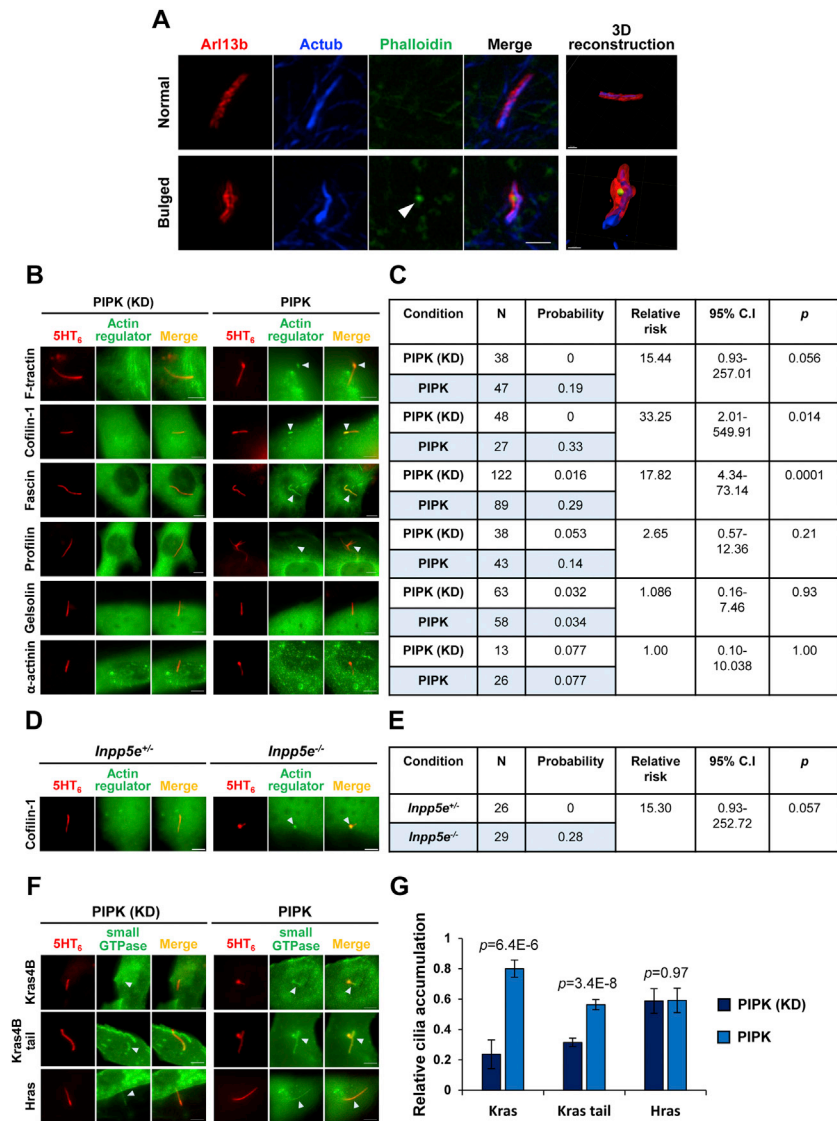 A
Arl13b Actub Phalloidin Merge 3D reconstruction
Normal
Bulged
B
PIPK (KD) PIPK
5HT6 Actin regulator Merge 5HT6 Actin regulator Merge
F-tractin
Cofilin-1
Fascin
Profilin
Gelsolin
α-actinin
C
Condition N Probability Relative risk 95% C.I p
PIPK (KD) 38 0 15.44 0.93-257.01 0.056
PIPK 47 0.19
PIPK (KD) 48 0 33.25 2.01-549.91 0.014
PIPK 27 0.33
PIPK (KD) 122 0.016 17.82 4.34-73.14 0.0001
PIPK 89 0.29
PIPK (KD) 38 0.053 2.65 0.57-12.36 0.21
PIPK 43 0.14
PIPK (KD) 63 0.032 1.086 0.16-7.46 0.93
PIPK 58 0.034
PIPK (KD) 13 0.077 1.00 0.10-10.038 1.00
PIPK 26 0.077
D
Inpp5e+/- Inpp5e-/-
5HT6 Actin regulator Merge 5HT6 Actin regulator Merge
Cofilin-1
E
Condition N Probability Relative risk 95% C.I p
Inpp5e+/- 26 0 15.30 0.93-252.72 0.057
Inpp5e-/- 29 0.28
F
PIPK (KD) PIPK
5HT6 small GTPase Merge 5HT6 small GTPase Merge
Kras4B
Kras4B tail
Hras
G
Relative cilia accumulation
1
0.8
0.6
0.4
0.2
0
p=6.4E-6
p=3.4E-8
p=0.97
Kras Kras tail Hras
PIPK (KD)
PIPK